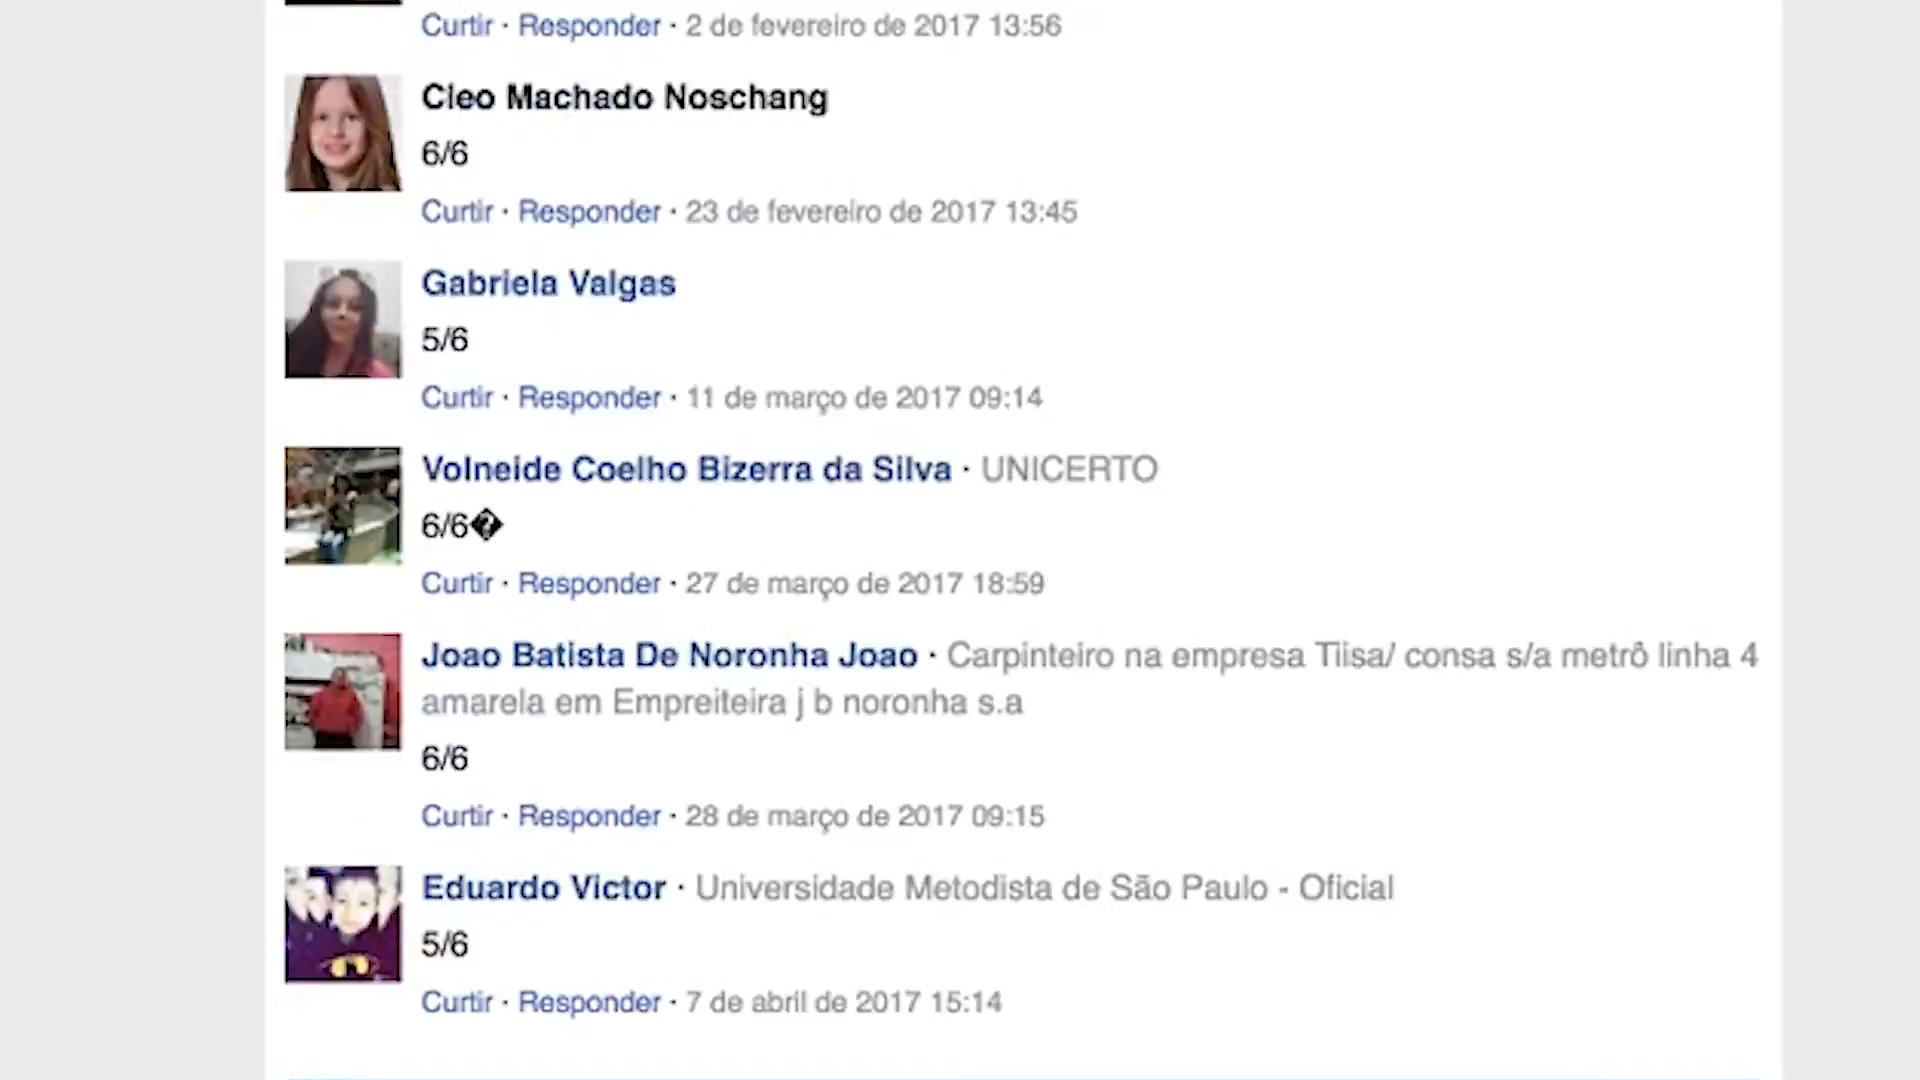 Curtir · Responder · 2 de fevereiro de 2017 13:56
Cleo Machado Noschang
6/6
Curtir · Responder · 23 de fevereiro de 2017 13:45
Gabriela Valgas
5/6
Curtir · Responder · 11 de março de 2017 09:14
Volneide Coelho Bizerra da Silva · UNICERTO
6/6�
Curtir · Responder · 27 de março de 2017 18:59
Joao Batista De Noronha Joao · Carpinteiro na empresa Tiisa/ consa s/a metrô linha 4
amarela em Empreiteira j b noronha s.a
6/6
Curtir · Responder · 28 de março de 2017 09:15
Eduardo Victor · Universidade Metodista de São Paulo - Oficial
5/6
Curtir · Responder · 7 de abril de 2017 15:14